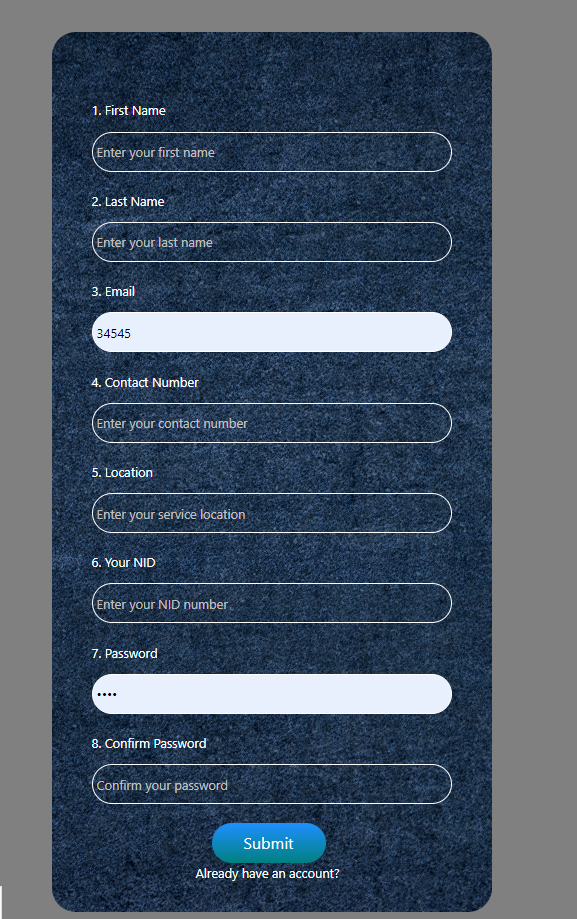 1. First Name
Enter your first name
2. Last Name
Enter your last name
3. Email
34545
4. Contact Number
Enter your contact number
5. Location
Enter your service location
6. Your NID
Enter your NID number
7. Password
••••
8. Confirm Password
Confirm your password
Submit
Already have an account?